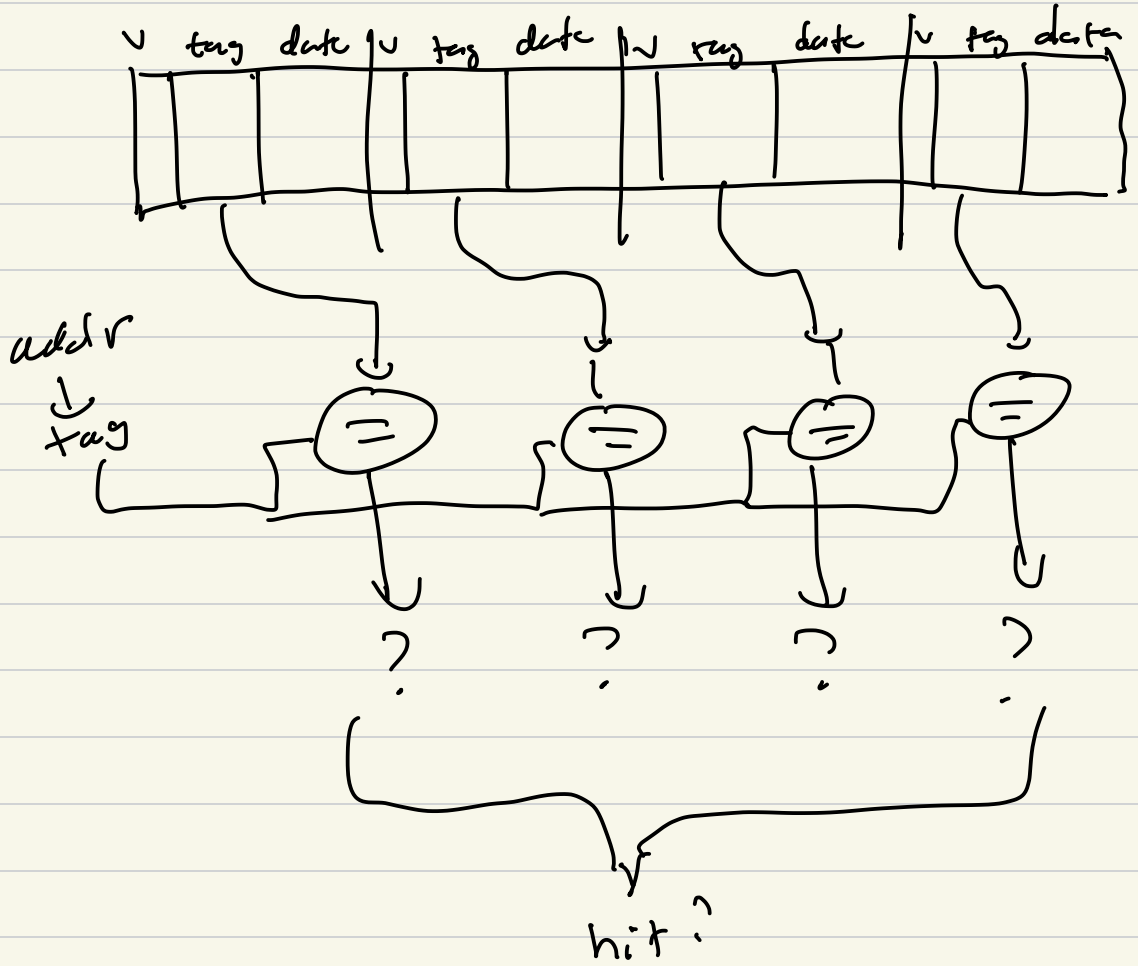 v tag data v tag data v tag data v tag data
addr
tag
= = = =
? ? ? ?
hit?